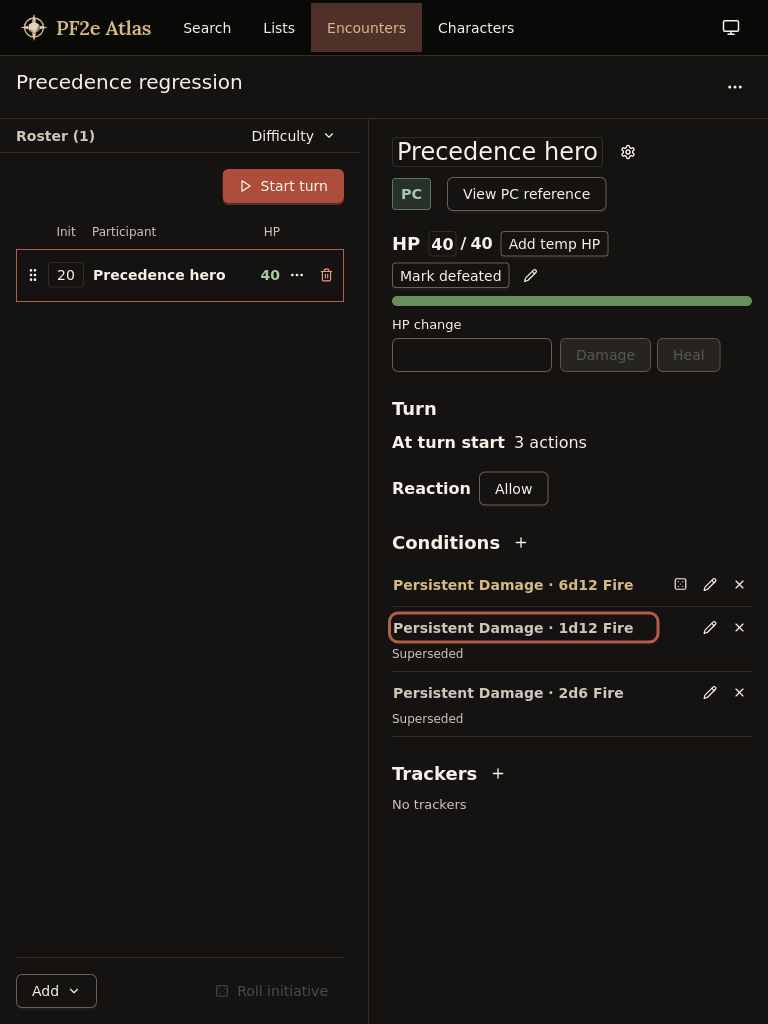 PF2e Atlas Search Lists Encounters Characters
Precedence regression
Roster (1) Difficulty
Start turn
Init Participant HP
20 Precedence hero 40
Add Roll initiative
Precedence hero
PC View PC reference
HP 40 / 40 Add temp HP
Mark defeated
HP change
Damage Heal
Turn
At turn start 3 actions
Reaction Allow
Conditions
Persistent Damage · 6d12 Fire
Persistent Damage · 1d12 Fire
Superseded
Persistent Damage · 2d6 Fire
Superseded
Trackers
No trackers